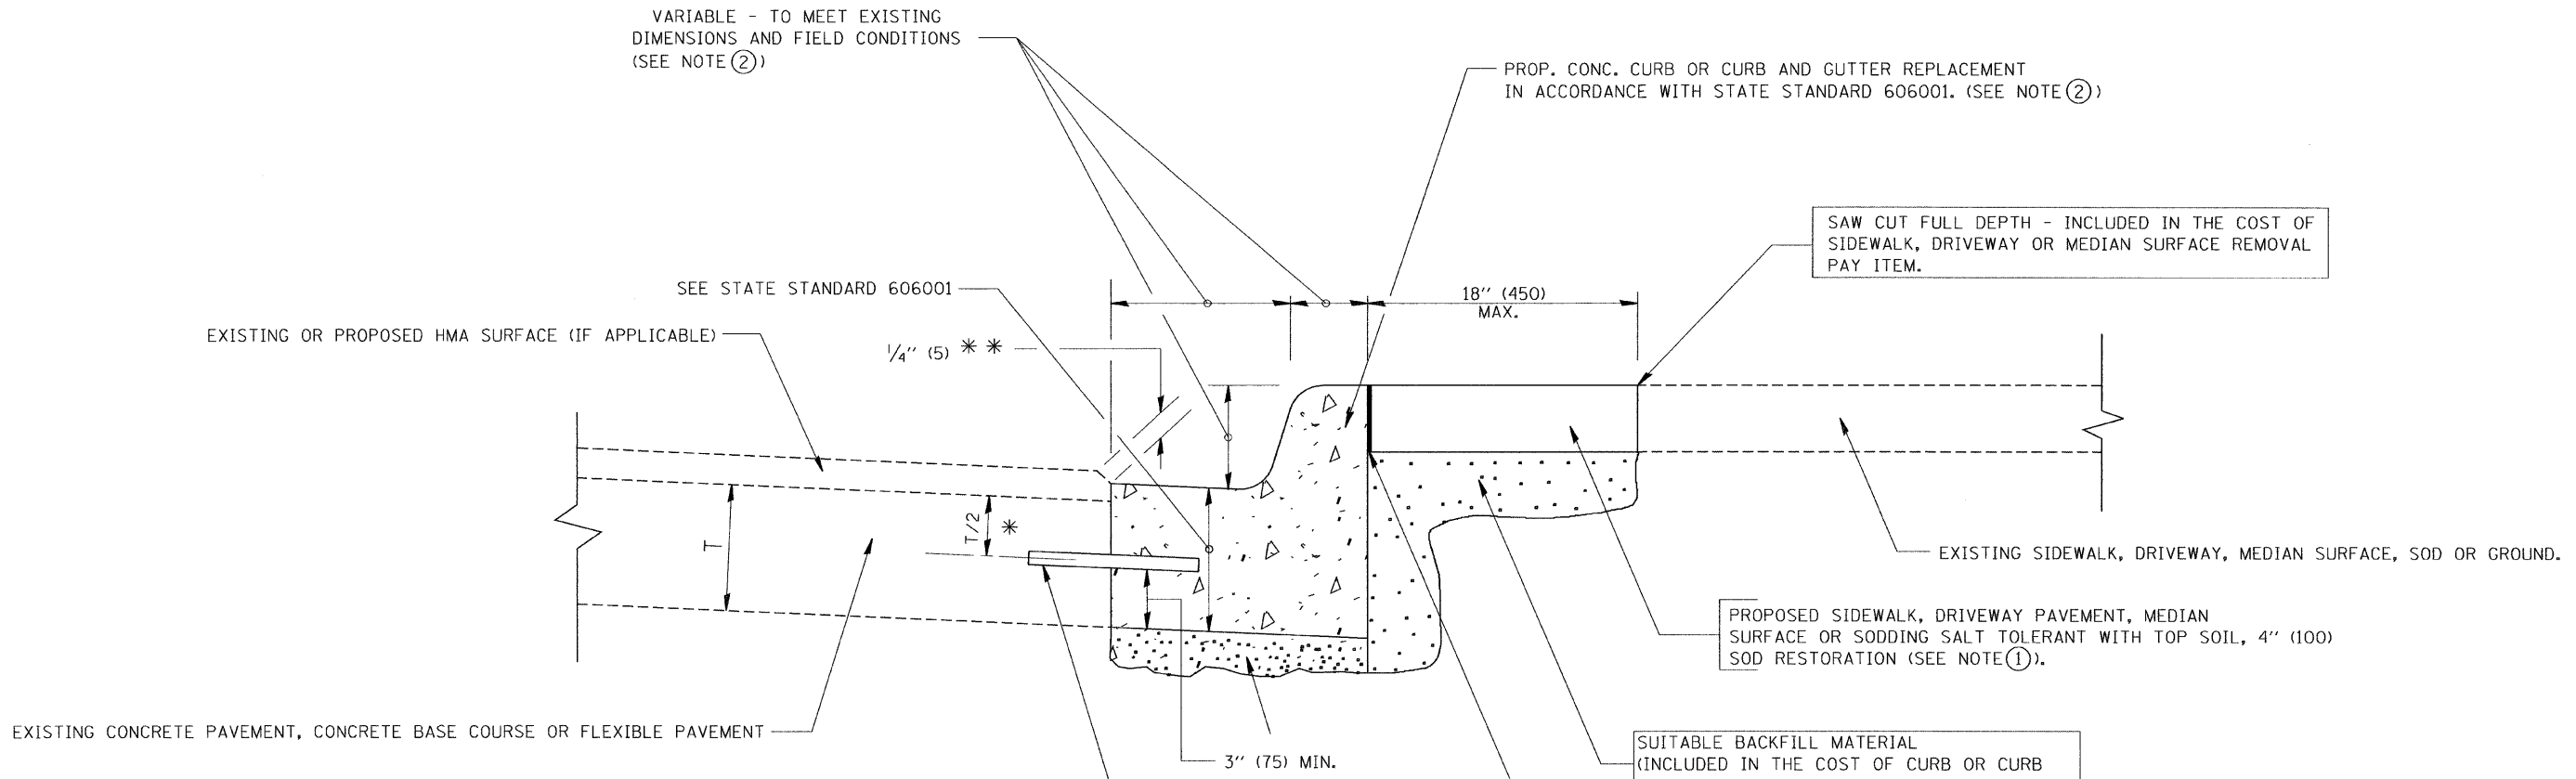 VARIABLE - TO MEET EXISTING
DIMENSIONS AND FIELD CONDITIONS
(SEE NOTE ②)
PROP. CONC. CURB OR CURB AND GUTTER REPLACEMENT
IN ACCORDANCE WITH STATE STANDARD 606001. (SEE NOTE ②)
SAW CUT FULL DEPTH - INCLUDED IN THE COST OF
SIDEWALK, DRIVEWAY OR MEDIAN SURFACE REMOVAL
PAY ITEM.
SEE STATE STANDARD 606001
18" (450)
MAX.
EXISTING OR PROPOSED HMA SURFACE (IF APPLICABLE)
1/4" (5) * *
T
T/2 *
EXISTING SIDEWALK, DRIVEWAY, MEDIAN SURFACE, SOD OR GROUND.
PROPOSED SIDEWALK, DRIVEWAY PAVEMENT, MEDIAN
SURFACE OR SODDING SALT TOLERANT WITH TOP SOIL, 4" (100)
SOD RESTORATION (SEE NOTE ①).
EXISTING CONCRETE PAVEMENT, CONCRETE BASE COURSE OR FLEXIBLE PAVEMENT
3" (75) MIN.
SUITABLE BACKFILL MATERIAL
(INCLUDED IN THE COST OF CURB OR CURB